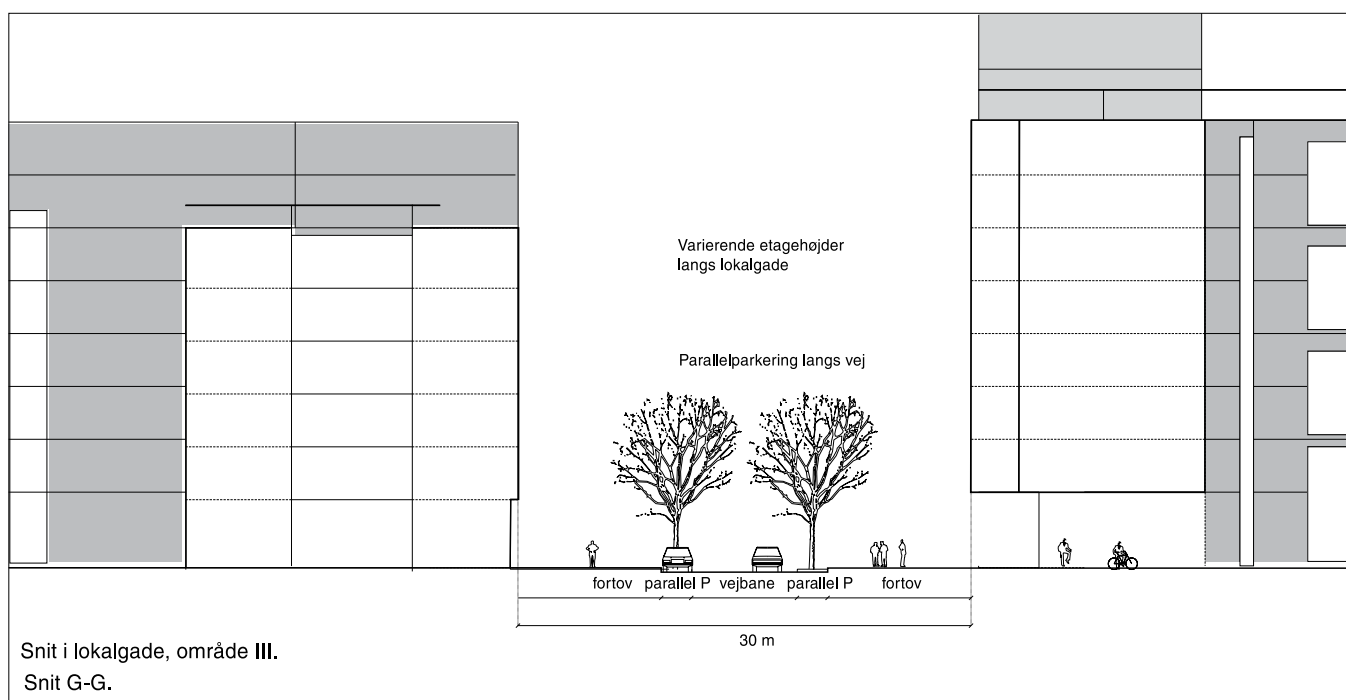 Varierende etagehøjder
langs lokalgade
Parallelparkering langs vej
fortov parallel P vejbane parallel P fortov
30 m
Snit i lokalgade, område III.
Snit G-G.